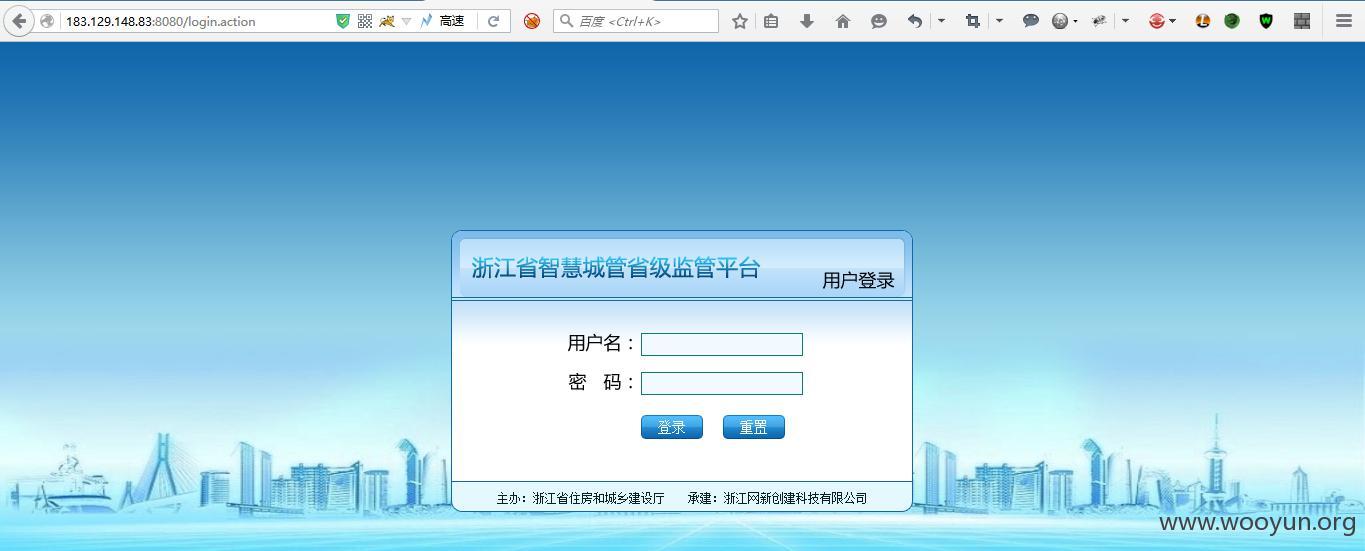 183.129.148.83:8080/login.action
高速
百度 <Ctrl+K>
浙江省智慧城管省级监管平台
用户登录
用户名：
密 码：
登录 重置
主办：浙江省住房和城乡建设厅 承建：浙江网新创建科技有限公司
www.wooyun.org